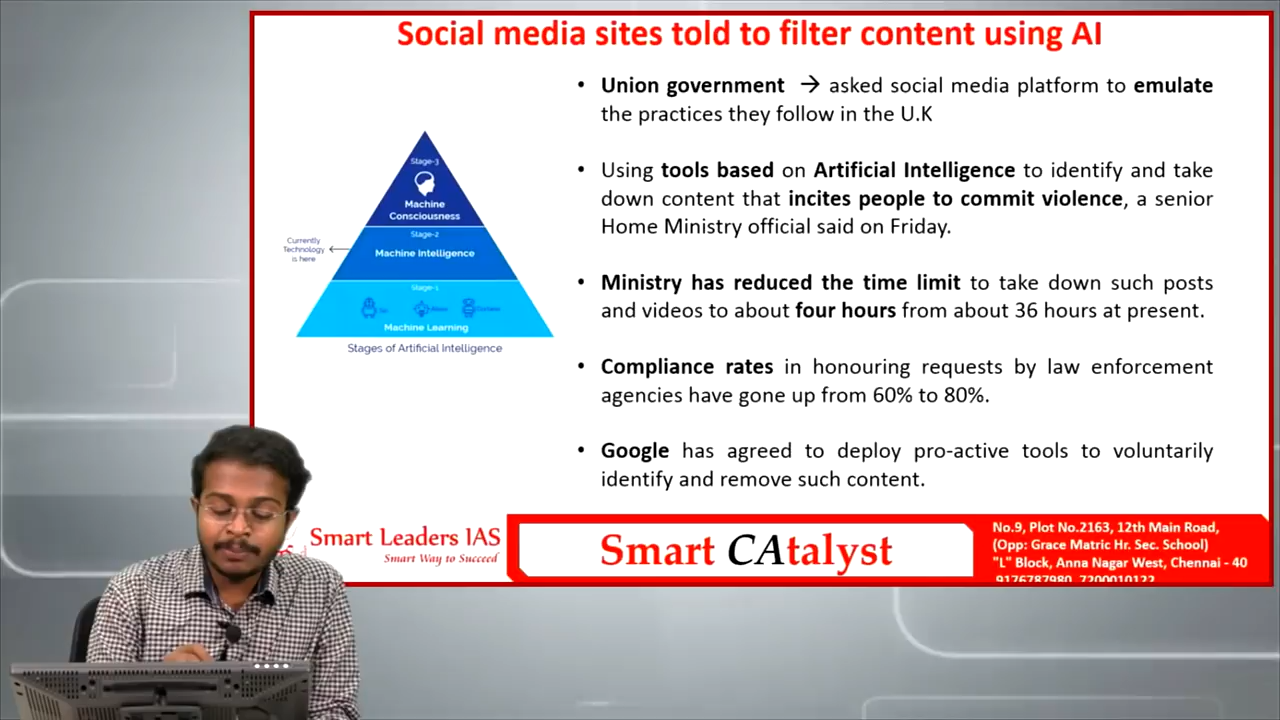 Social media sites told to filter content using AI
• Union government → asked social media platform to emulate
the practices they follow in the U.K
• Using tools based on Artificial Intelligence to identify and take
down content that incites people to commit violence, a senior
Home Ministry official said on Friday.
• Ministry has reduced the time limit to take down such posts
and videos to about four hours from about 36 hours at present.
• Compliance rates in honouring requests by law enforcement
agencies have gone up from 60% to 80%.
• Google has agreed to deploy pro-active tools to voluntarily
identify and remove such content.
Stage-3
Machine
Consciousness
Stage-2
Machine Intelligence
Currently
Technology
is here
Stage-1
Machine Learning
Stages of Artificial Intelligence
Smart Leaders IAS
Smart Way to Succeed
Smart CAtalyst
No.9, Plot No.2163, 12th Main Road,
(Opp: Grace Matric Hr. Sec. School)
"L" Block, Anna Nagar West, Chennai - 40
9176787980, 7200010122